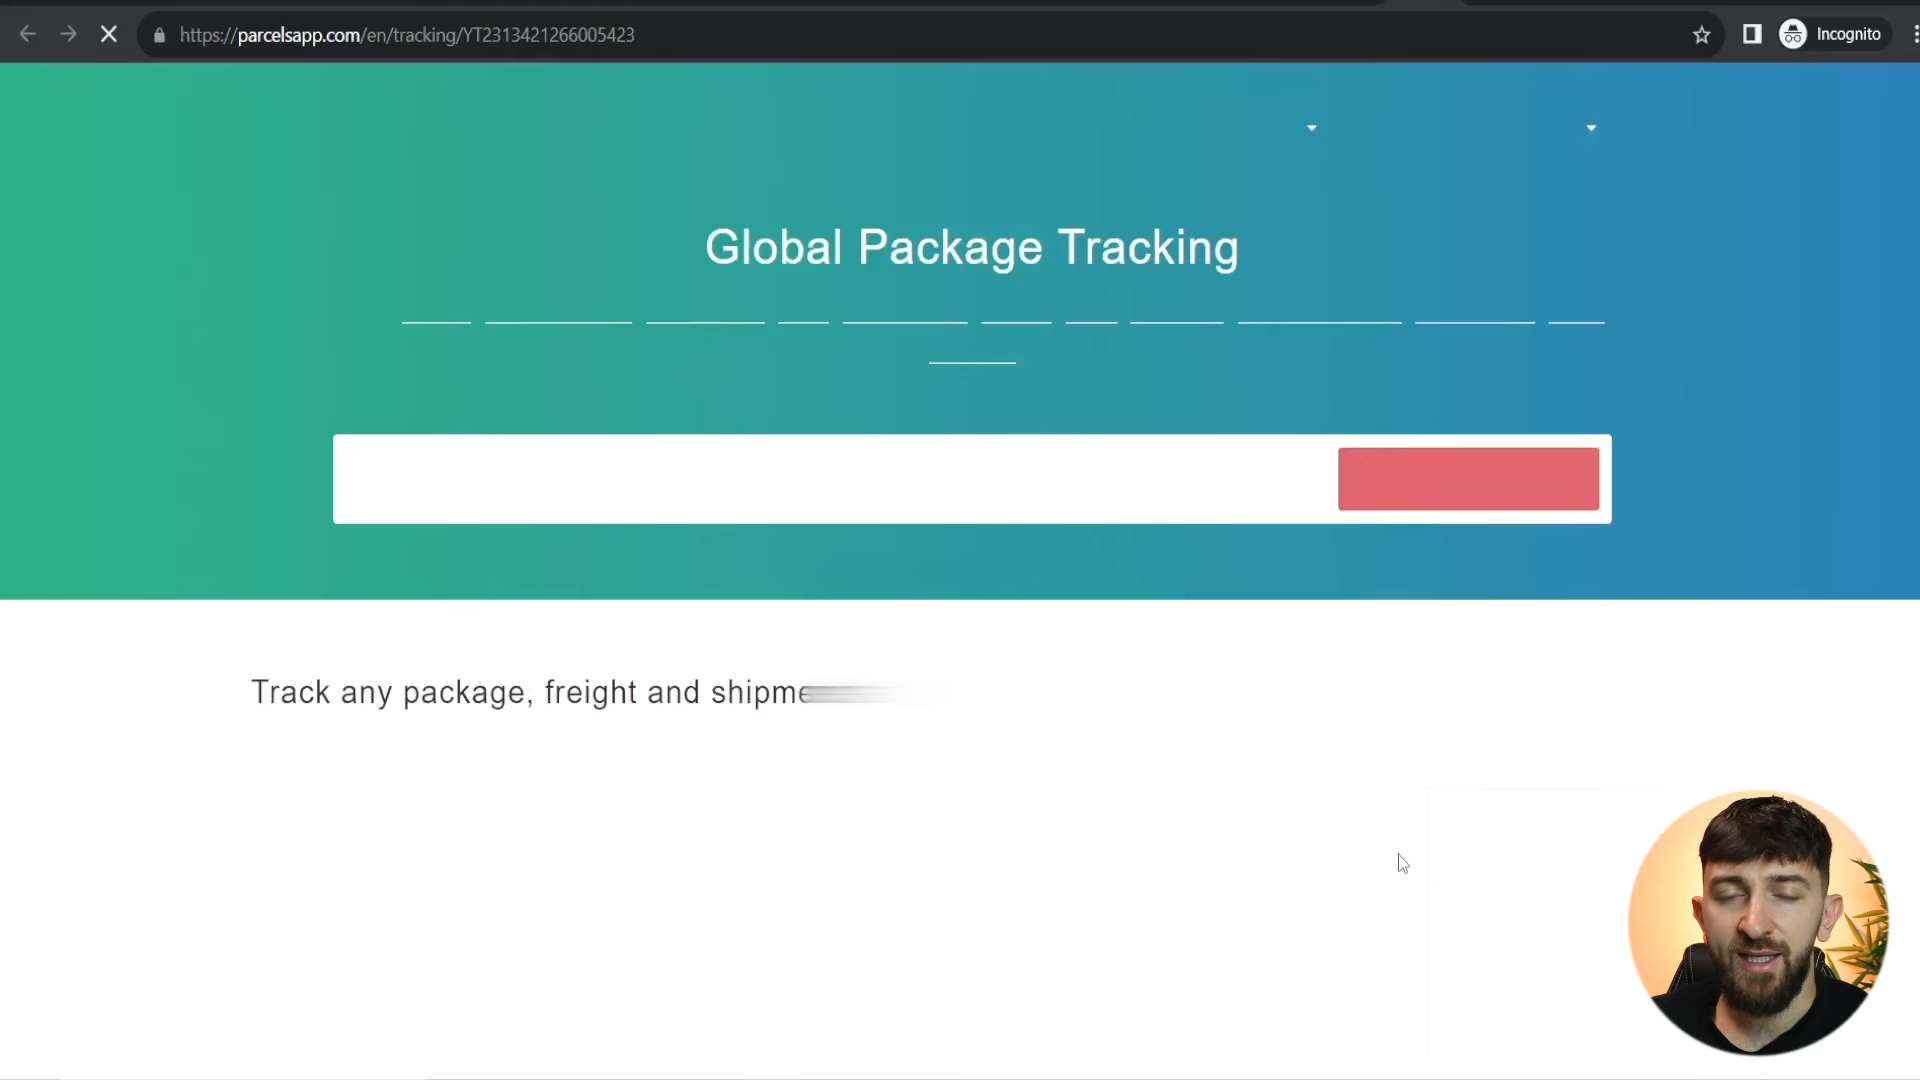 https://parcelsapp.com/en/tracking/YT2313421266005423
Incognito
Global Package Tracking
Track any package, freight and shipme